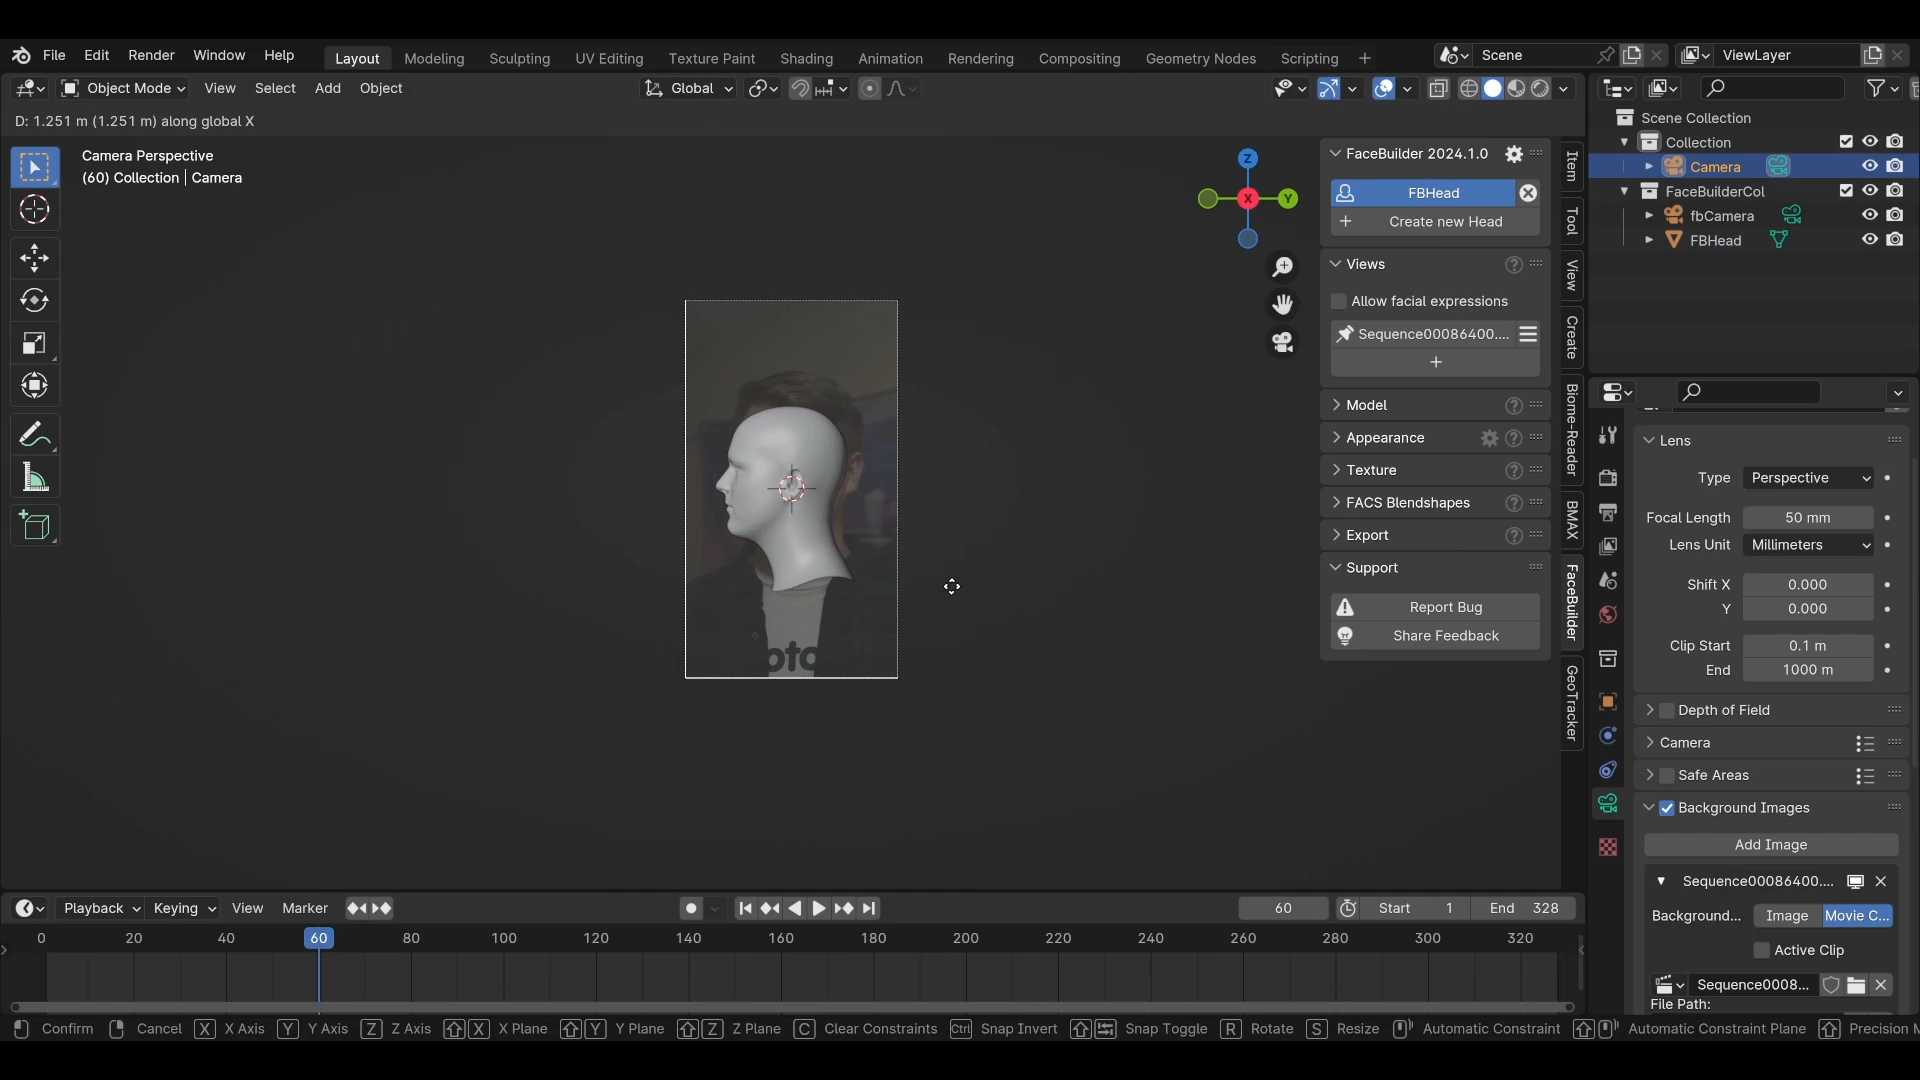 File Edit Render Window Help Layout Modeling Sculpting UV Editing Texture Paint Shading Animation Rendering Compositing Geometry Nodes Scripting + Scene ViewLayer
Object Mode View Select Add Object Global
D: 1.251 m (1.251 m) along global X
Camera Perspective
(60) Collection | Camera
Z
X
Y
FaceBuilder 2024.1.0
FBHead
Create new Head
Views
Allow facial expressions
Sequence00086400....
Model
Appearance
Texture
FACS Blendshapes
Export
Support
Report Bug
Share Feedback
Item
Tool
View
Create
Biome-Reader
BMAX
FaceBuilder
GeoTracker
Scene Collection
Collection
Camera
FaceBuilderCol
fbCamera
FBHead
Lens
Type Perspective
Focal Length 50 mm
Lens Unit Millimeters
Shift X 0.000
Y 0.000
Clip Start 0.1 m
End 1000 m
Depth of Field
Camera
Safe Areas
Background Images
Add Image
Sequence00086400....
Background... Image Movie C...
Active Clip
Sequence0008...
File Path:
Playback Keying View Marker 60 Start 1 End 328
0 20 40 60 80 100 120 140 160 180 200 220 240 260 280 300 320
Confirm Cancel X X Axis Y Y Axis Z Z Axis X X Plane Y Y Plane Z Z Plane C Clear Constraints Ctrl Snap Invert Snap Toggle R Rotate S Resize Automatic Constraint Automatic Constraint Plane Precision M